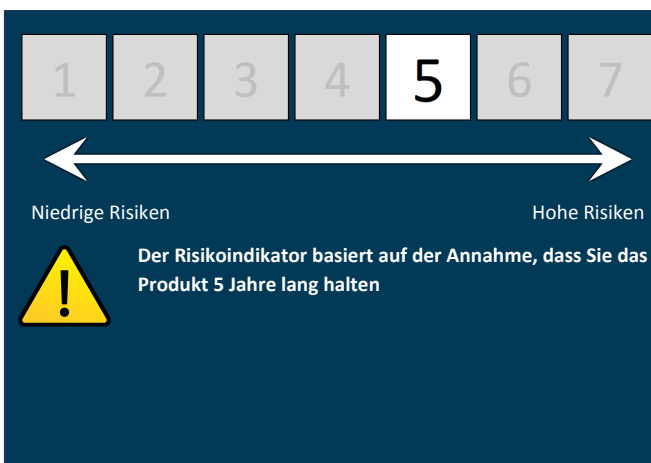 1 2 3 4 5 6 7
Niedrige Risiken Hohe Risiken
!
Der Risikoindikator basiert auf der Annahme, dass Sie das
Produkt 5 Jahre lang halten